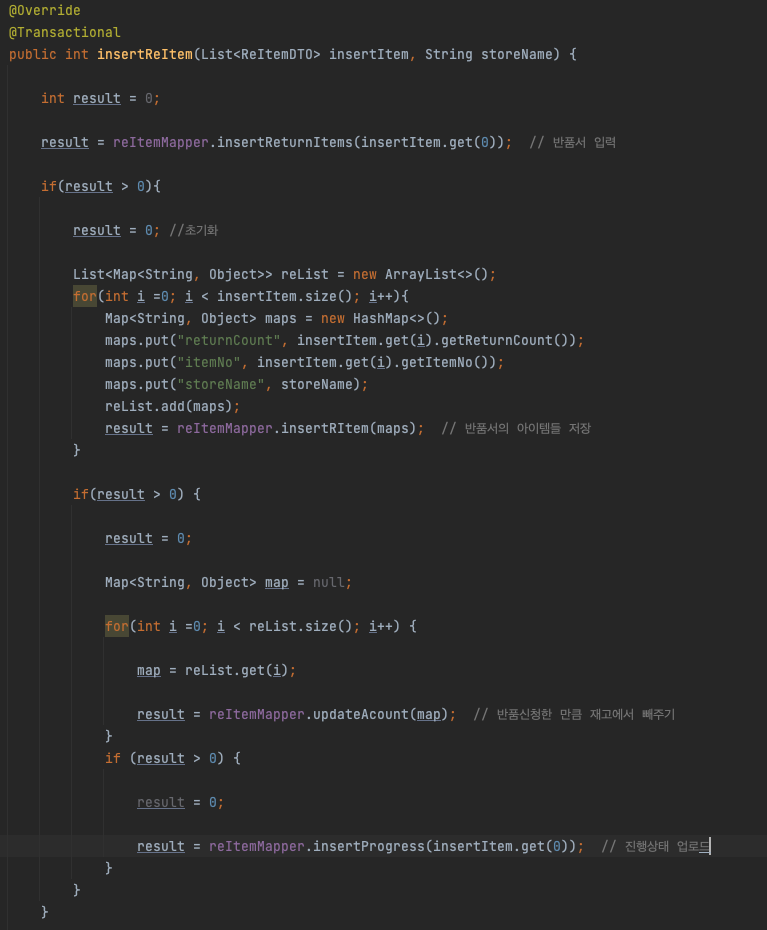 @Override
@Transactional
public int insertReItem(List<ReItemDTO> insertItem, String storeName) {
int result = 0;
result = reItemMapper.insertReturnItems(insertItem.get(0));  // 반품서 입력
if(result > 0){
result = 0; //초기화
List<Map<String, Object>> reList = new ArrayList<>();
for(int i =0; i < insertItem.size(); i++){
Map<String, Object> maps = new HashMap<>();
maps.put("returnCount", insertItem.get(i).getReturnCount());
maps.put("itemNo", insertItem.get(i).getItemNo());
maps.put("storeName", storeName);
reList.add(maps);
result = reItemMapper.insertRItem(maps);  // 반품서의 아이템들 저장
}
if(result > 0) {
result = 0;
Map<String, Object> map = null;
for(int i =0; i < reList.size(); i++) {
map = reList.get(i);
result = reItemMapper.updateAcount(map);  // 반품신청한 만큼 재고에서 빼주기
}
if (result > 0) {
result = 0;
result = reItemMapper.insertProgress(insertItem.get(0));  // 진행상태 업로드
}
}
}